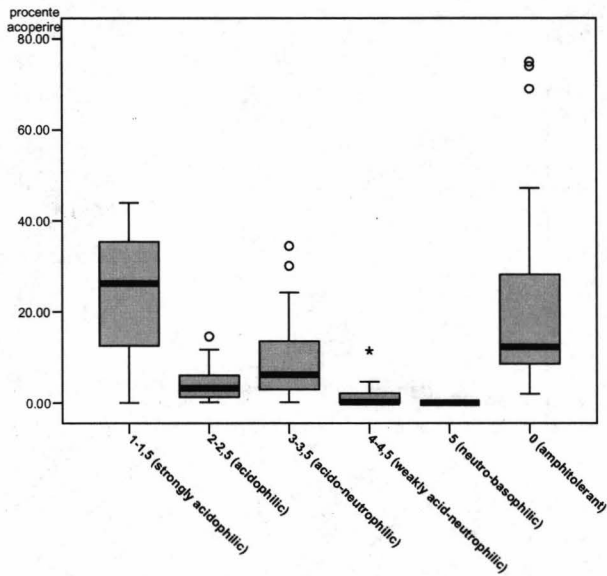 procente
acoperire
80.00
60.00
40.00
20.00
0.00
1-1,5 (strongly acidophilic)
2-2,5 (acidophilic)
3-3,5 (acido-neutrophilic)
4-4,5 (weakly acid-neutrophilic)
5 (neutro-basophilic)
0 (amphitolerant)